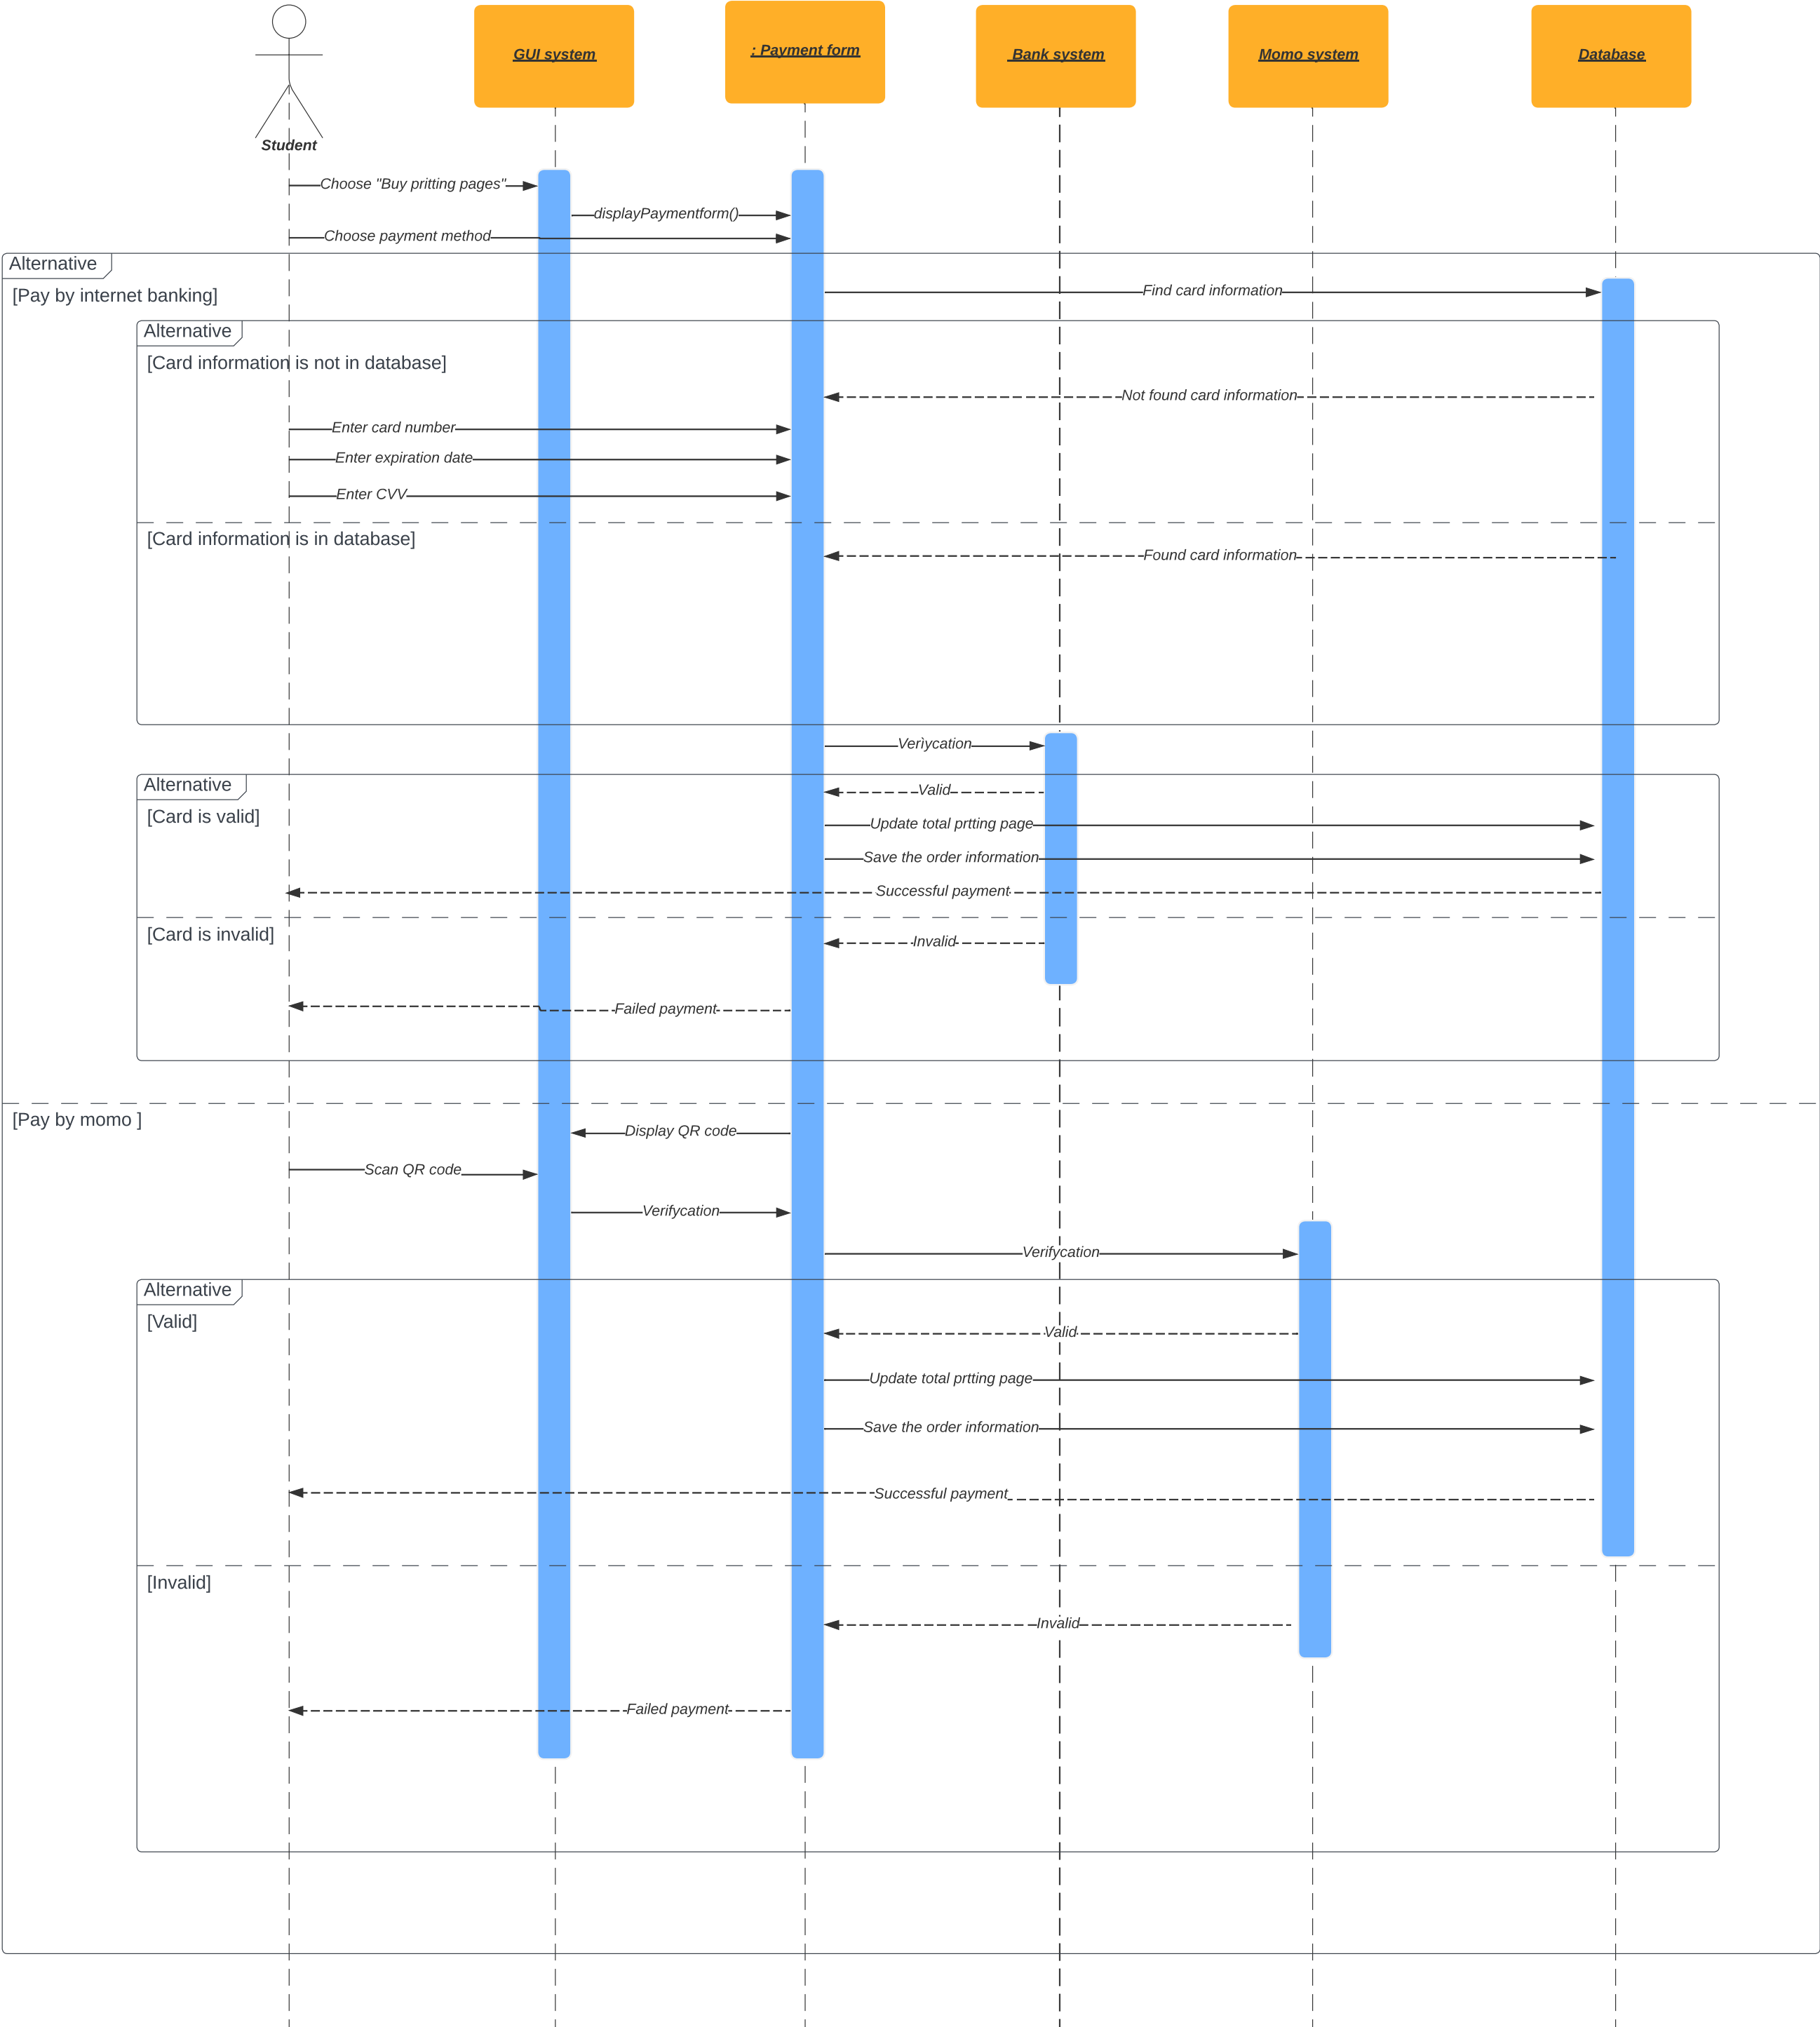 GUI system
: Payment form
Bank system
Momo system
Database
Student
Choose "Buy pritting pages"
displayPaymentform()
Choose payment method
Alternative
[Pay by internet banking]
Find card information
Alternative
[Card information is not in database]
Not found card information
Enter card number
Enter expiration date
Enter CVV
[Card information is in database]
Found card information
Verìycation
Alternative
Valid
[Card is valid]
Update total prtting page
Save the order information
Successful payment
[Card is invalid]
Invalid
Failed payment
[Pay by momo ]
Display QR code
Scan QR code
Verifycation
Verifycation
Alternative
[Valid]
Valid
Update total prtting page
Save the order information
Successful payment
[Invalid]
Invalid
Failed payment